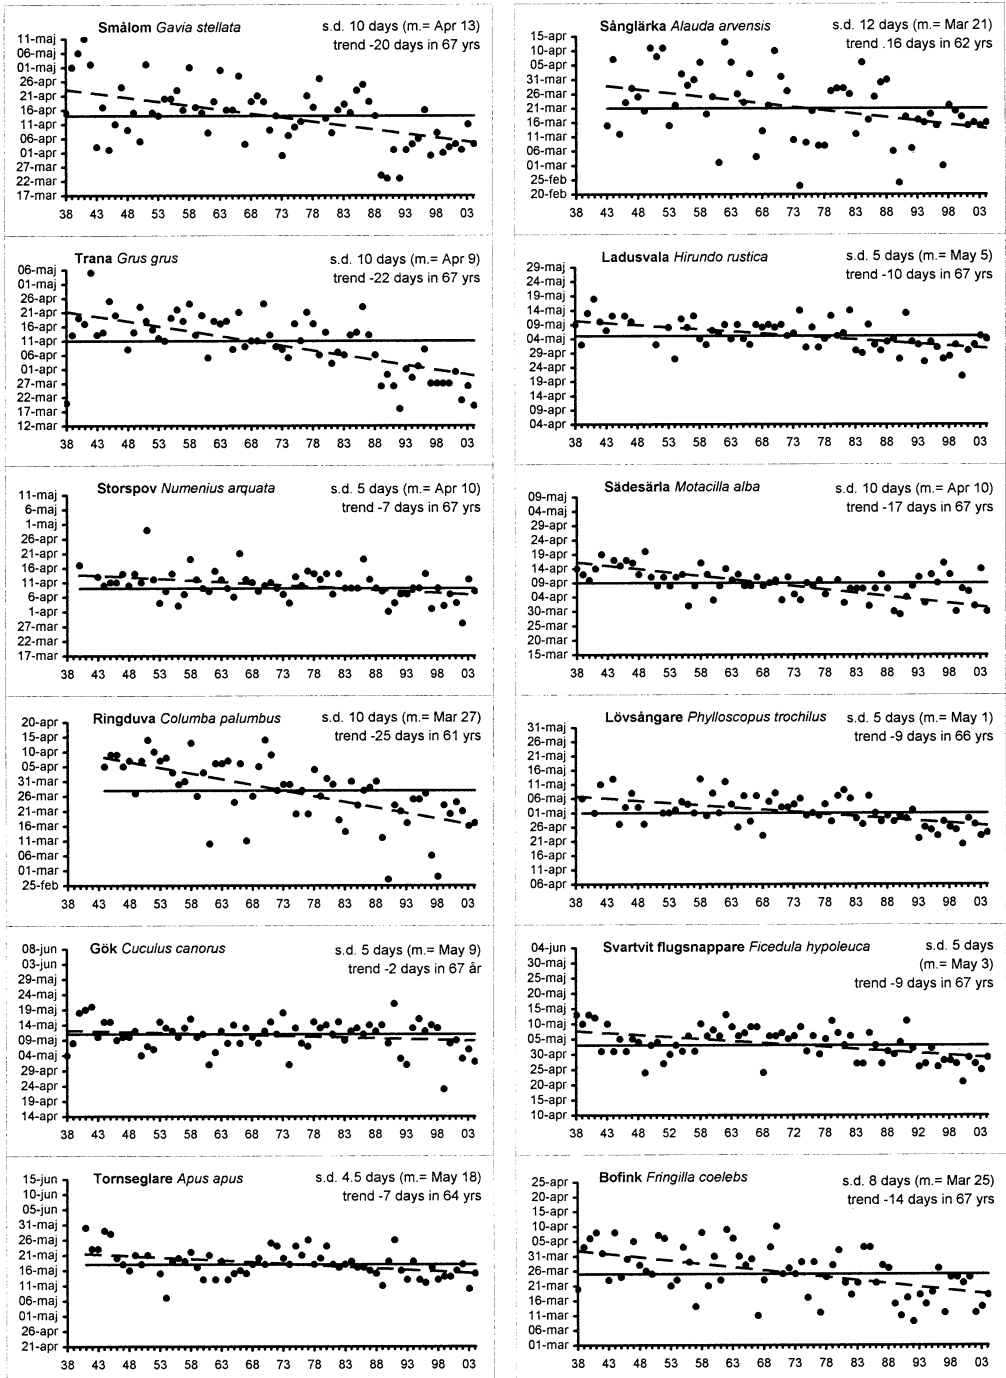 Smålom Gavia stellata
s.d. 10 days (m.= Apr 13)
trend -20 days in 67 yrs
11-maj
06-maj
01-maj
26-apr
21-apr
16-apr
11-apr
06-apr
01-apr
27-mar
22-mar
17-mar
38 43 48 53 58 63 68 73 78 83 88 93 98 03
Sånglärka Alauda arvensis
s.d. 12 days (m.= Mar 21)
trend .16 days in 62 yrs
15-apr
10-apr
05-apr
31-mar
26-mar
21-mar
16-mar
11-mar
06-mar
01-mar
25-feb
20-feb
38 43 48 53 58 63 68 73 78 83 88 93 98 03
Trana Grus grus
s.d. 10 days (m.= Apr 9)
trend -22 days in 67 yrs
06-maj
01-maj
26-apr
21-apr
16-apr
11-apr
06-apr
01-apr
27-mar
22-mar
17-mar
12-mar
38 43 48 53 58 63 68 73 78 83 88 93 98 03
Ladusvala Hirundo rustica
s.d. 5 days (m.= May 5)
trend -10 days in 67 yrs
29-maj
24-maj
19-maj
14-maj
09-maj
04-maj
29-apr
24-apr
19-apr
14-apr
09-apr
04-apr
38 43 48 53 58 63 68 73 78 83 88 93 98 03
Storspov Numenius arquata
s.d. 5 days (m.= Apr 10)
trend -7 days in 67 yrs
11-maj
6-maj
1-maj
26-apr
21-apr
16-apr
11-apr
6-apr
1-apr
27-mar
22-mar
17-mar
38 43 48 53 58 63 68 73 78 83 88 93 98 03
Sädesärla Motacilla alba
s.d. 10 days (m.= Apr 10)
trend -17 days in 67 yrs
09-maj
04-maj
29-apr
24-apr
19-apr
14-apr
09-apr
04-apr
30-mar
25-mar
20-mar
15-mar
38 43 48 53 58 63 68 73 78 83 88 93 98 03
Ringduva Columba palumbus
s.d. 10 days (m.= Mar 27)
trend -25 days in 61 yrs
20-apr
15-apr
10-apr
05-apr
31-mar
26-mar
21-mar
16-mar
11-mar
06-mar
01-mar
25-feb
38 43 48 53 58 63 68 73 78 83 88 93 98 03
Lövsångare Phylloscopus trochilus
s.d. 5 days (m.= May 1)
trend -9 days in 66 yrs
31-maj
26-maj
21-maj
16-maj
11-maj
06-maj
01-maj
26-apr
21-apr
16-apr
11-apr
06-apr
38 43 48 53 58 63 68 73 78 83 88 93 98 03
Gök Cuculus canorus
s.d. 5 days (m.= May 9)
trend -2 days in 67 år
08-jun
03-jun
29-maj
24-maj
19-maj
14-maj
09-maj
04-maj
29-apr
24-apr
19-apr
14-apr
38 43 48 53 58 63 68 73 78 83 88 93 98 03
Svartvit flugsnappare Ficedula hypoleuca
s.d. 5 days
(m.= May 3)
trend -9 days in 67 yrs
04-jun
30-maj
25-maj
20-maj
15-maj
10-maj
05-maj
30-apr
25-apr
20-apr
15-apr
10-apr
38 43 48 53 58 63 68 73 78 83 88 93 98 03
Tornseglare Apus apus
s.d. 4.5 days (m.= May 18)
trend -7 days in 64 yrs
15-jun
10-jun
05-jun
31-maj
26-maj
21-maj
16-maj
11-maj
06-maj
01-maj
26-apr
21-apr
38 43 48 53 58 63 68 73 78 83 88 93 98 03
Bofink Fringilla coelebs
s.d. 8 days (m.= Mar 25)
trend -14 days in 67 yrs
25-apr
20-apr
15-apr
10-apr
05-apr
31-mar
26-mar
21-mar
16-mar
11-mar
06-mar
01-mar
38 43 48 53 58 63 68 73 78 83 88 93 98 03